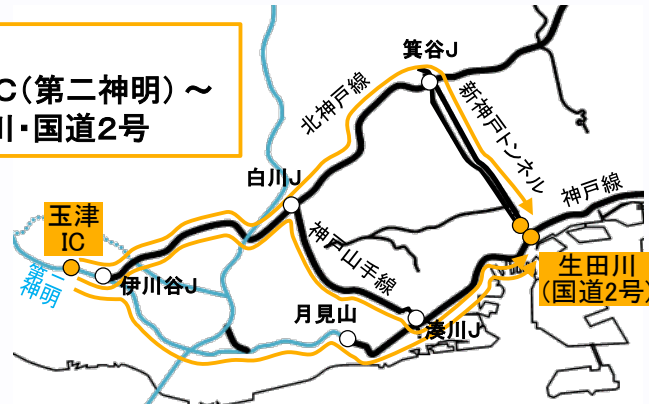 C(第二神明)～
川・国道2号
箕谷J
北神戸線
新神戸トンネル
白川J
神戸線
玉津
IC
神戸山手線
伊川谷J
第二
神明
生田川
(国道2号)
月見山
湊川J